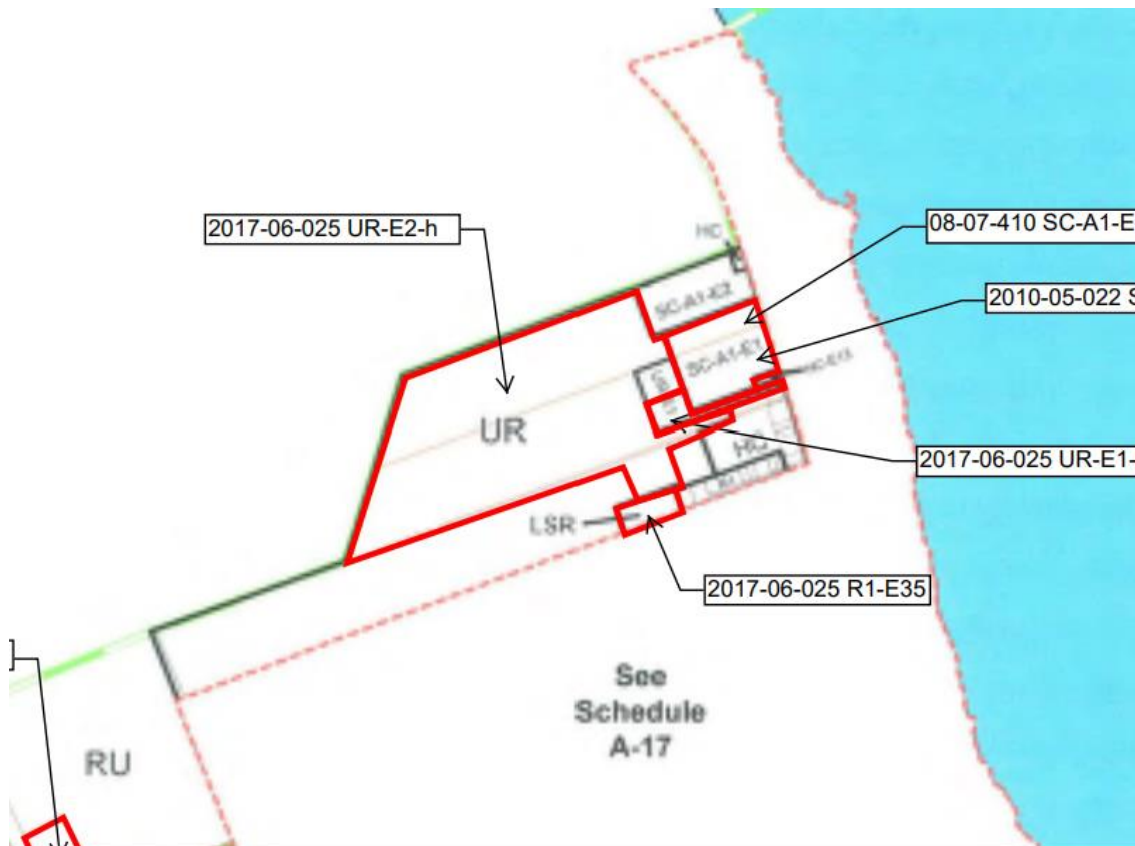 2017-06-025 UR-E2-h
08-07-410 SC-A1-E
HC
SC-A1-E2
2010-05-022 S
SC-A1-E1
UR
HC
2017-06-025 UR-E1-
LSR
2017-06-025 R1-E35
See
Schedule
A-17
RU